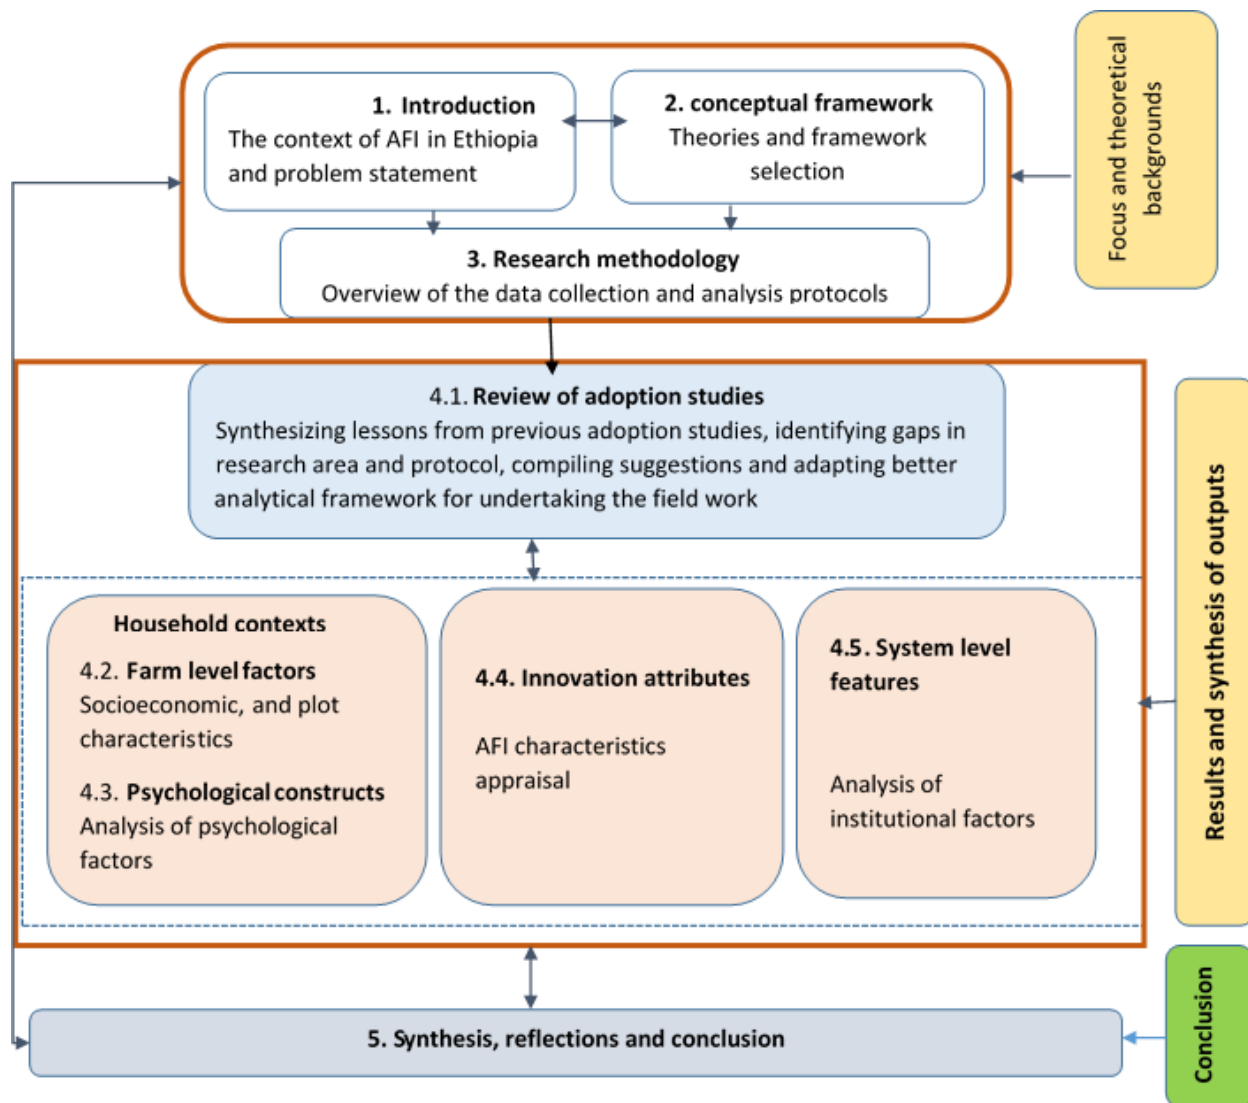 1. Introduction
The context of AFI in Ethiopia
and problem statement
2. conceptual framework
Theories and framework
selection
Focus and theoretical
backgrounds
3. Research methodology
Overview of the data collection and analysis protocols
4.1. Review of adoption studies
Synthesizing lessons from previous adoption studies, identifying gaps in
research area and protocol, compiling suggestions and adapting better
analytical framework for undertaking the field work
Household contexts
4.2. Farm level factors
Socioeconomic, and plot
characteristics
4.3. Psychological constructs
Analysis of psychological
factors
4.4. Innovation attributes
AFI characteristics
appraisal
4.5. System level
features
Analysis of
institutional factors
Results and synthesis of outputs
5. Synthesis, reflections and conclusion
Conclusion